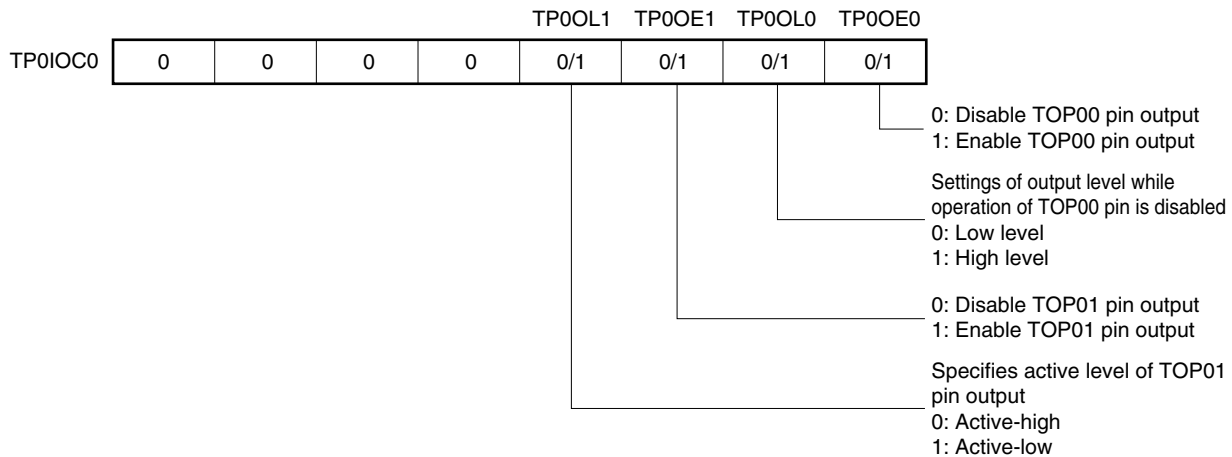 TP0OL1 TP0OE1 TP0OL0 TP0OE0
TP0IOC0 0 0 0 0 0/1 0/1 0/1 0/1
0: Disable TOP00 pin output
1: Enable TOP00 pin output
Settings of output level while
operation of TOP00 pin is disabled
0: Low level
1: High level
0: Disable TOP01 pin output
1: Enable TOP01 pin output
Specifies active level of TOP01
pin output
0: Active-high
1: Active-low